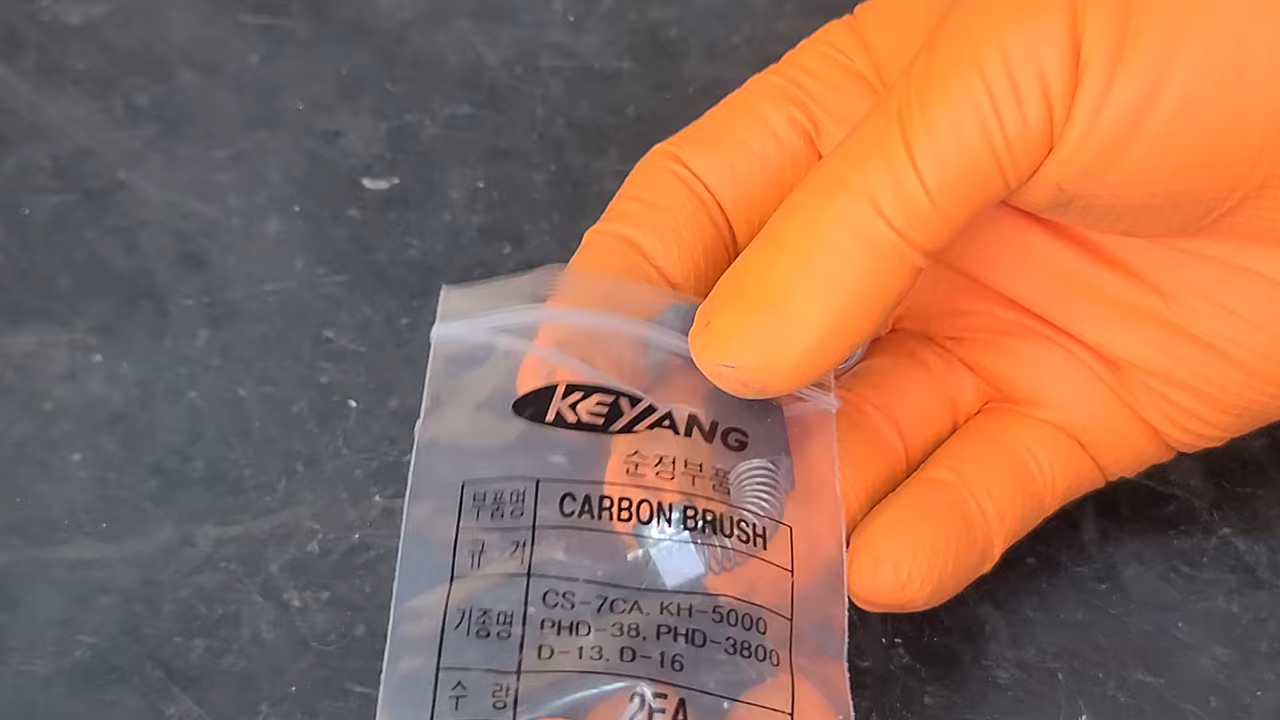 KEYANG
순정부품
부품명 CARBON BRUSH
규 격
기종명 CS-7CA, KH-5000
PHD-38, PHD-3800
D-13, D-16
수 량 2EA